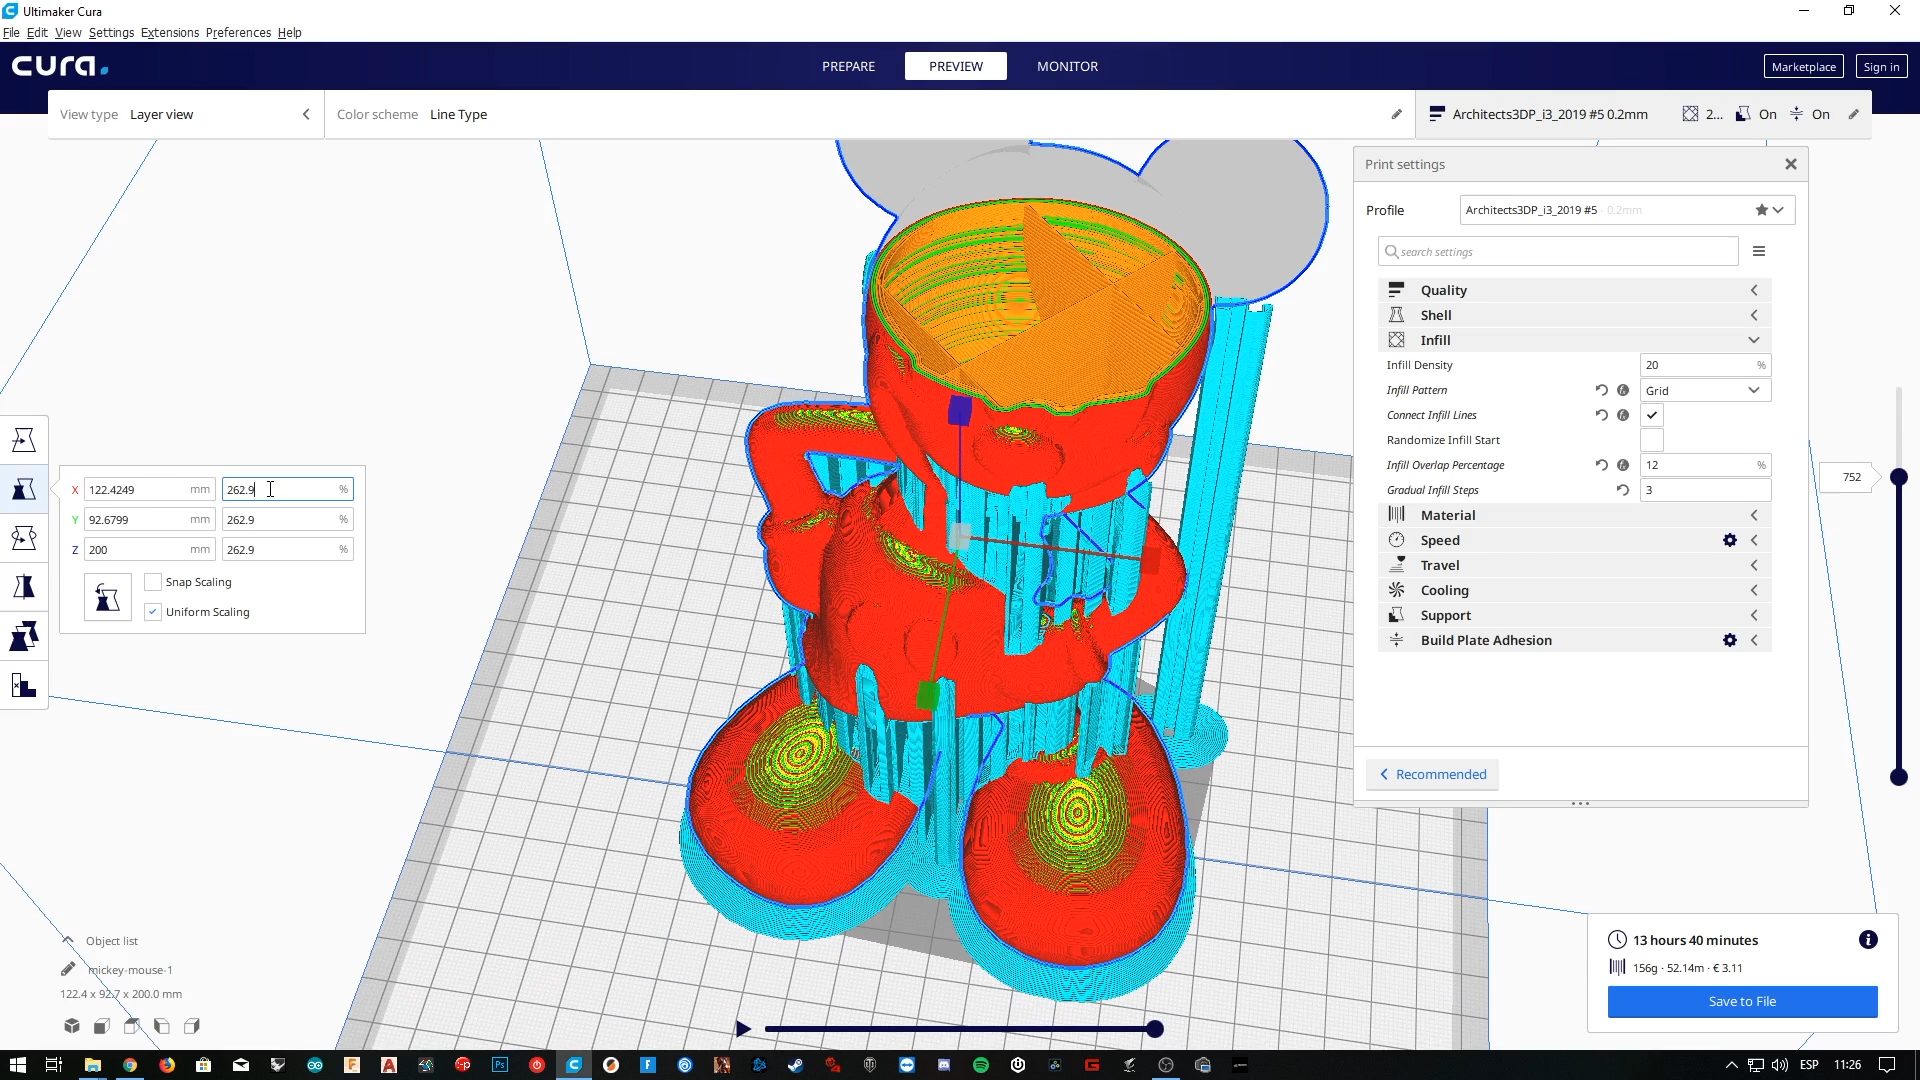 Ultimaker Cura
File Edit View Settings Extensions Preferences Help
cura.
PREPARE PREVIEW MONITOR
Marketplace Sign in
View type Layer view Color scheme Line Type
Architects3DP_i3_2019 #5 0.2mm 2... On On
Print settings
Profile Architects3DP_i3_2019 #5 - 0.2mm
search settings
Quality
Shell
Infill
Infill Density 20 %
Infill Pattern Grid
Connect Infill Lines
Randomize Infill Start
Infill Overlap Percentage 12 %
Gradual Infill Steps 3
Material
Speed
Travel
Cooling
Support
Build Plate Adhesion
Recommended
752
X 122.4249 mm 262.9 %
Y 92.6799 mm 262.9 %
Z 200 mm 262.9 %
Snap Scaling
Uniform Scaling
Object list
mickey-mouse-1
122.4 x 92.7 x 200.0 mm
13 hours 40 minutes
156g · 52.14m · € 3.11
Save to File
ESP 11:26